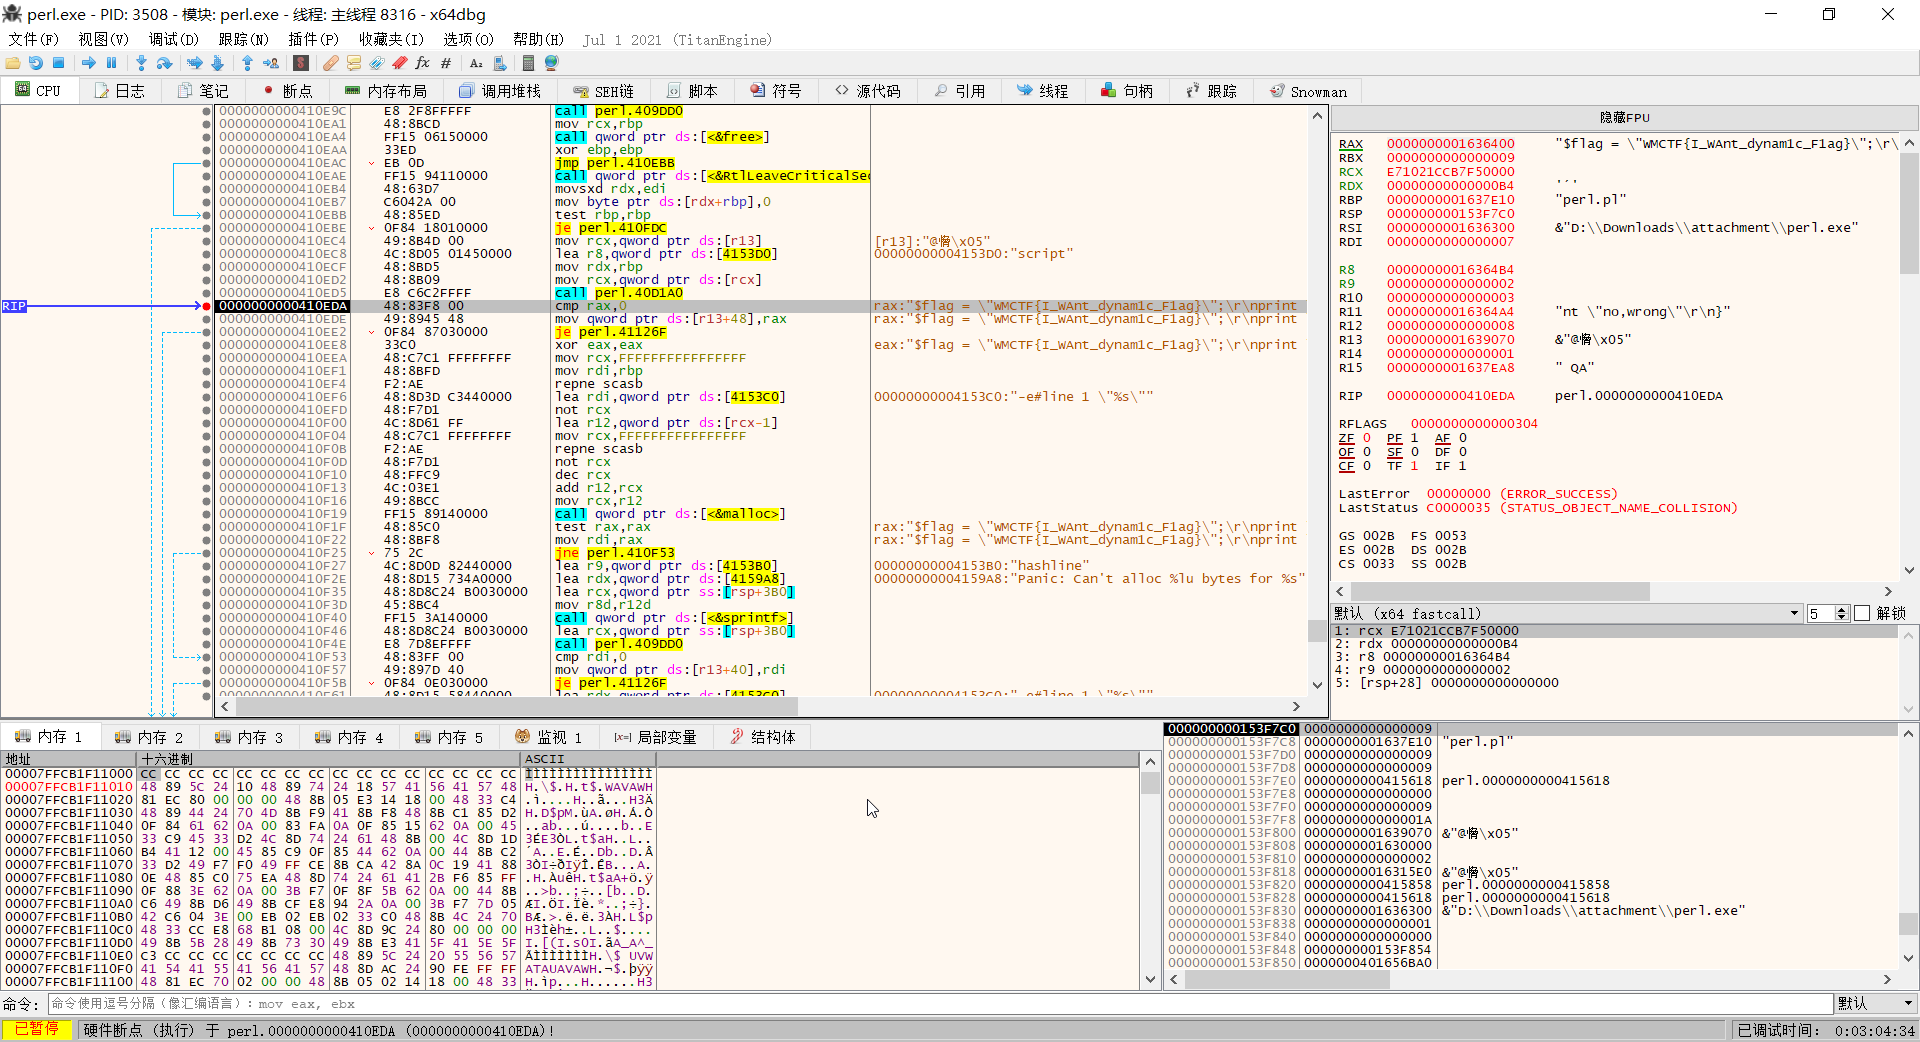 perl.exe - PID: 3508 - 模块: perl.exe - 线程: 主线程 8316 - x64dbg
文件(F) 视图(V) 调试(D) 跟踪(N) 插件(P) 收藏夹(I) 选项(O) 帮助(H) Jul 1 2021 (TitanEngine)
CPU 日志 笔记 断点 内存布局 调用堆栈 SEH链 脚本 符号 源代码 引用 线程 句柄 跟踪 Snowman
0000000000410E9C E8 2F8FFFFF call perl.409DD0
0000000000410EA1 48:8BCD mov rcx,rbp
0000000000410EA4 FF15 06150000 call qword ptr ds:[<&free>]
0000000000410EAA 33ED xor ebp,ebp
0000000000410EAC EB 0D jmp perl.410EBB
0000000000410EAE FF15 94110000 call qword ptr ds:[<&RtlLeaveCriticalSec
0000000000410EB4 48:63D7 movsxd rdx,edi
0000000000410EB7 C6042A 00 mov byte ptr ds:[rdx+rbp],0
0000000000410EBB 48:85ED test rbp,rbp
0000000000410EBE 0F84 18010000 je perl.410FDC
0000000000410EC4 49:8B4D 00 mov rcx,qword ptr ds:[r13]
0000000000410EC8 4C:8D05 01450000 lea r8,qword ptr ds:[4153D0] 00000000004153D0:"script"
0000000000410ECF 48:8BD5 mov rdx,rbp
0000000000410ED2 48:8B09 mov rcx,qword ptr ds:[rcx]
0000000000410ED5 E8 C6C2FFFF call perl.40D1A0
RIP 0000000000410EDA 48:83F8 00 cmp rax,0 rax:"$flag = \"WMCTF{I_WAnt_dynam1c_F1ag}\";\r\nprint
0000000000410EDE 49:8945 48 mov qword ptr ds:[r13+48],rax rax:"$flag = \"WMCTF{I_WAnt_dynam1c_F1ag}\";\r\nprint
0000000000410EE2 0F84 87030000 je perl.41126F
0000000000410EE8 33C0 xor eax,eax eax:"$flag = \"WMCTF{I_WAnt_dynam1c_F1ag}\";\r\nprint
0000000000410EEA 48:C7C1 FFFFFFFF mov rcx,FFFFFFFFFFFFFFFF
0000000000410EF1 48:8BFD mov rdi,rbp
0000000000410EF4 F2:AE repne scasb
0000000000410EF6 48:8D3D C3440000 lea rdi,qword ptr ds:[4153C0] 00000000004153C0:"-e#line 1 \"%s\""
0000000000410EFD 48:F7D1 not rcx
0000000000410F00 4C:8D61 FF lea r12,qword ptr ds:[rcx-1]
0000000000410F04 48:C7C1 FFFFFFFF mov rcx,FFFFFFFFFFFFFFFF
0000000000410F0B F2:AE repne scasb
0000000000410F0D 48:F7D1 not rcx
0000000000410F10 48:FFC9 dec rcx
0000000000410F13 4C:03E1 add r12,rcx
0000000000410F16 49:8BCC mov rcx,r12
0000000000410F19 FF15 89140000 call qword ptr ds:[<&malloc>]
0000000000410F1F 48:85C0 test rax,rax rax:"$flag = \"WMCTF{I_WAnt_dynam1c_F1ag}\";\r\nprint
0000000000410F22 48:8BF8 mov rdi,rax rax:"$flag = \"WMCTF{I_WAnt_dynam1c_F1ag}\";\r\nprint
0000000000410F25 75 2C jne perl.410F53
0000000000410F27 4C:8D0D 82440000 lea r9,qword ptr ds:[4153B0] 00000000004153B0:"hashline"
0000000000410F2E 48:8D15 734A0000 lea rdx,qword ptr ds:[4159A8] 00000000004159A8:"Panic: Can't alloc %lu bytes for %s"
0000000000410F35 48:8D8C24 B0030000 lea rcx,qword ptr ss:[rsp+3B0]
0000000000410F3D 45:8BC4 mov r8d,r12d
0000000000410F40 FF15 3A140000 call qword ptr ds:[<&sprintf>]
0000000000410F46 48:8D8C24 B0030000 lea rcx,qword ptr ss:[rsp+3B0]
0000000000410F4E E8 7D8EFFFF call perl.409DD0
0000000000410F53 48:83FF 00 cmp rdi,0
0000000000410F57 49:897D 40 mov qword ptr ds:[r13+40],rdi
0000000000410F5B 0F84 0E030000 je perl.41126F
隐藏FPU
RAX 0000000001636400 "$flag = \"WMCTF{I_WAnt_dynam1c_F1ag}\";\r\
RBX 0000000000000009
RCX E71021CCB7F50000
RDX 00000000000000B4
RBP 0000000001637E10 "perl.pl"
RSP 000000000153F7C0
RSI 0000000001636300 &"D:\\Downloads\\attachment\\perl.exe"
RDI 0000000000000007
R8 00000000016364B4
R9 0000000000000002
R10 0000000000000003
R11 00000000016364A4 "nt \"no,wrong\"\r\n}"
R12 0000000000000008
R13 0000000001639070
R14 0000000000000001
R15 0000000001637EA8 " QA"
RIP 0000000000410EDA perl.0000000000410EDA
RFLAGS 0000000000000304
ZF 0 PF 1 AF 0
OF 0 SF 0 DF 0
CF 0 TF 1 IF 1
LastError 00000000 (ERROR_SUCCESS)
LastStatus C0000035 (STATUS_OBJECT_NAME_COLLISION)
GS 002B FS 0053
ES 002B DS 002B
CS 0033 SS 002B
默认 (x64 fastcall) 5 解锁
1: rcx E71021CCB7F50000
2: rdx 00000000000000B4
3: r8 00000000016364B4
4: r9 0000000000000002
5: [rsp+28] 0000000000000000
内存 1 内存 2 内存 3 内存 4 内存 5 监视 1 局部变量 结构体
地址 十六进制 ASCII
00007FFCB1F11000 CC CC CC CC CC CC CC CC CC CC CC CC CC CC CC CC ÌÌÌÌÌÌÌÌÌÌÌÌÌÌÌÌ
00007FFCB1F11010 48 89 5C 24 10 48 89 74 24 18 57 41 56 41 57 48 H.\$.H.t$.WAVAWH
00007FFCB1F11020 81 EC 80 00 00 00 48 8B 05 E3 14 18 00 48 33 C4
00007FFCB1F11030 48 89 44 24 70 4D 8B F9 41 8B F8 48 8B C1 85 D2
00007FFCB1F11040 0F 84 61 62 0A 00 83 FA 0A 0F 85 15 62 0A 00 45
00007FFCB1F11050 33 C9 45 33 D2 4C 8D 74 24 61 48 8B 00 4C 8D 1D
00007FFCB1F11060 B4 41 12 00 45 85 C9 0F 85 44 62 0A 00 44 8B C2
00007FFCB1F11070 33 D2 49 F7 F0 49 FF CE 8B CA 42 8A 0C 19 41 88
00007FFCB1F11080 0E 48 85 C0 75 EA 48 8D 74 24 61 41 2B F6 85 FF
00007FFCB1F11090 0F 88 3E 62 0A 00 3B F7 0F 8F 5B 62 0A 00 44 8B
00007FFCB1F110A0 C6 49 8B D6 49 8B CF E8 94 2A 0A 00 3B F7 7D 05
00007FFCB1F110B0 42 C6 04 3E 00 EB 02 EB 02 33 C0 48 8B 4C 24 70
00007FFCB1F110C0 48 33 CC E8 68 B1 08 00 4C 8D 9C 24 80 00 00 00
00007FFCB1F110D0 49 8B 5B 28 49 8B 73 30 49 8B E3 41 5F 41 5E 5F
00007FFCB1F110E0 C3 CC CC CC CC CC CC CC 48 89 5C 24 20 55 56 57
00007FFCB1F110F0 41 54 41 55 41 56 41 57 48 8D AC 24 90 FE FF FF
00007FFCB1F11100 48 81 EC 70 02 00 00 48 8B 05 02 14 18 00 48 33
000000000153F7C0 0000000000000009
000000000153F7C8 0000000001637E10 "perl.pl"
000000000153F7D0 0000000000000009
000000000153F7D8 0000000000000009
000000000153F7E0 0000000000415618 perl.0000000000415618
000000000153F7E8 0000000000000000
000000000153F7F0 0000000000000009
000000000153F7F8 000000000000001A
000000000153F800 0000000001639070
000000000153F808 0000000001630000
000000000153F810 0000000000000002
000000000153F818 00000000016315E0
000000000153F820 0000000000415858 perl.0000000000415858
000000000153F828 0000000000415618 perl.0000000000415618
000000000153F830 0000000001636300 &"D:\\Downloads\\attachment\\perl.exe"
000000000153F838 0000000000000001
000000000153F840 0000000000000000
000000000153F848 000000000153F854
000000000153F850 0000000401656BA0
命令: 命令使用逗号分隔（像汇编语言）: mov eax, ebx 默认
已暂停 硬件断点 (执行) 于 perl.0000000000410EDA (0000000000410EDA)! 已调试时间: 0:03:04:34